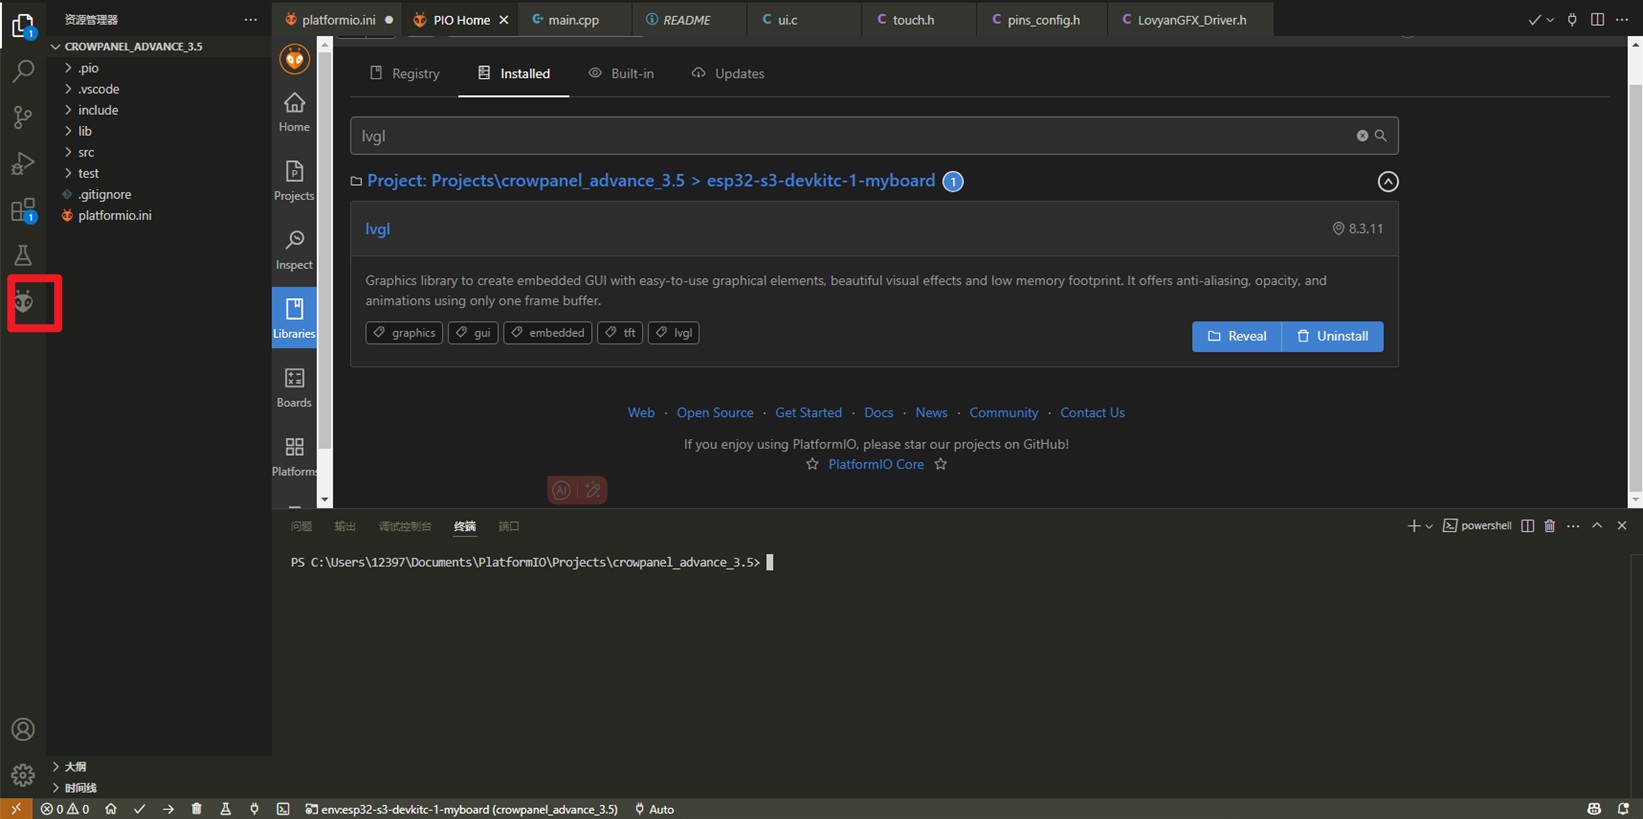 资源管理器
platformio.ini
PIO Home
main.cpp
README
ui.c
touch.h
pins_config.h
LovyanGFX_Driver.h
CROWPANEL_ADVANCE_3.5
.pio
.vscode
include
lib
src
test
.gitignore
platformio.ini
1
1
Home
Projects
Inspect
Libraries
Boards
Platforms
Registry
Installed
Built-in
Updates
lvgl
Project: Projects\crowpanel_advance_3.5 > esp32-s3-devkitc-1-myboard 1
lvgl
8.3.11
Graphics library to create embedded GUI with easy-to-use graphical elements, beautiful visual effects and low memory footprint. It offers anti-aliasing, opacity, and
animations using only one frame buffer.
graphics
gui
embedded
tft
lvgl
Reveal
Uninstall
Web · Open Source · Get Started · Docs · News · Community · Contact Us
If you enjoy using PlatformIO, please star our projects on GitHub!
PlatformIO Core
AI
问题
输出
调试控制台
终端
端口
powershell
PS C:\Users\12397\Documents\PlatformIO\Projects\crowpanel_advance_3.5>
大纲
时间线
0 0
env:esp32-s3-devkitc-1-myboard (crowpanel_advance_3.5)
Auto